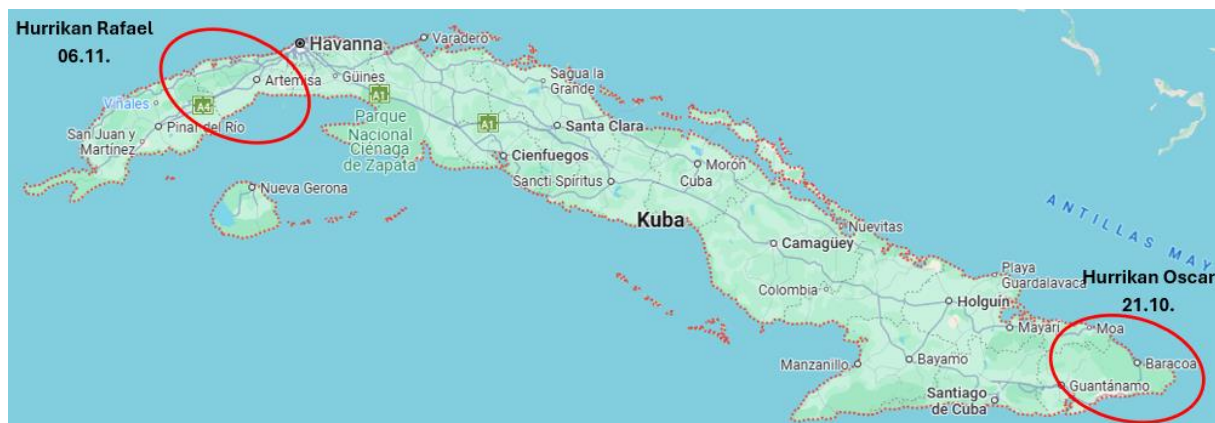 Hurrikan Rafael
06.11.
Havanna
Varadero
Artemisa
Güines
Sagua la
Grande
Viñales
A4
A1
Pinar del Río
Parque
Nacional
Ciénaga
de Zapata
A1
Santa Clara
San Juan y
Martínez
Cienfuegos
Morón
Nueva Gerona
Sancti Spíritus
Cuba
Kuba
Nuevitas
ANTILLAS MAY
Camagüey
Playa
Guardalavaca
Hurrikan Oscar
21.10.
Colombia
Holguín
Mayarí
Moa
Manzanillo
Bayamo
Baracoa
Guantánamo
Santiago
de Cuba